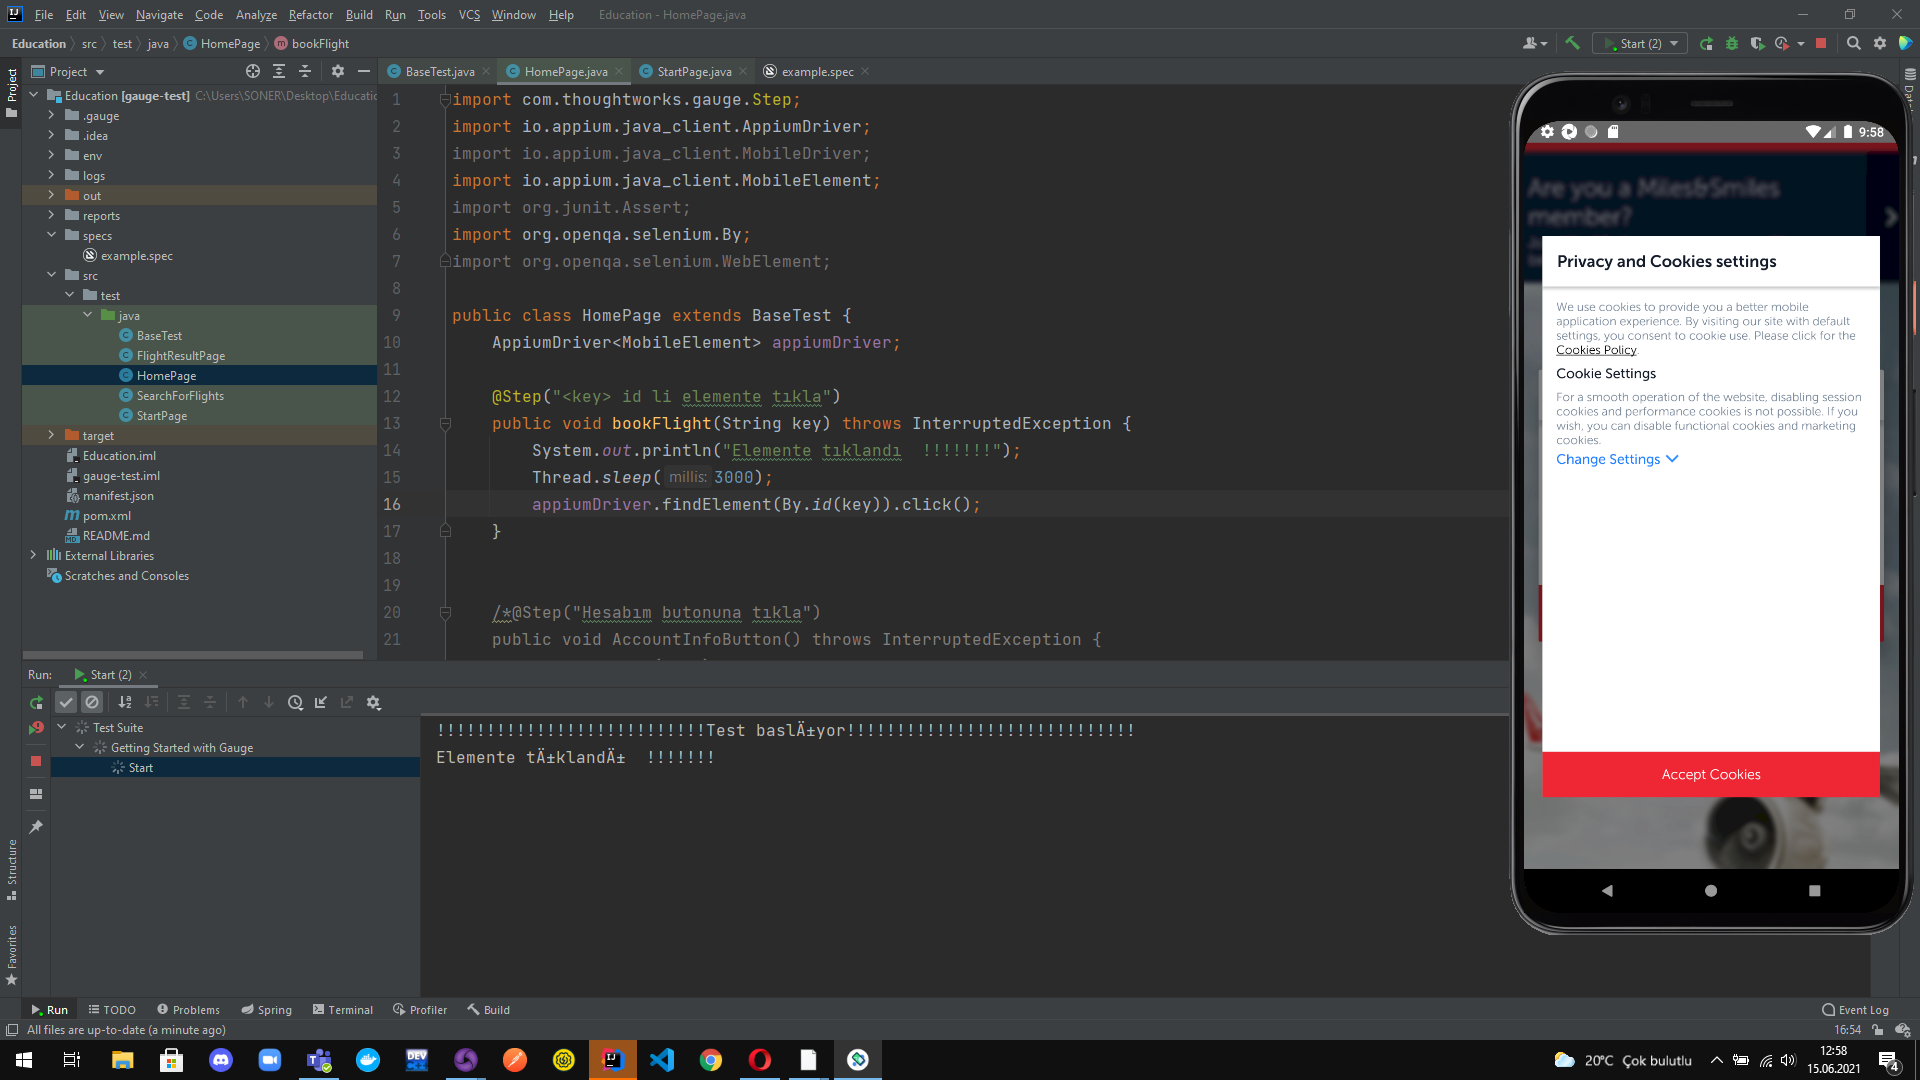 File Edit View Navigate Code Analyze Refactor Build Run Tools VCS Window Help Education - HomePage.java
Education src test java HomePage bookFlight
Start (2)
Project
BaseTest.java HomePage.java StartPage.java example.spec
Project
Education [gauge-test] C:\Users\SONER\Desktop\Educatio
.gauge
.idea
env
logs
out
reports
specs
example.spec
src
test
java
BaseTest
FlightResultPage
HomePage
SearchForFlights
StartPage
target
Education.iml
gauge-test.iml
manifest.json
pom.xml
README.md
External Libraries
Scratches and Consoles
1 import com.thoughtworks.gauge.Step;
2 import io.appium.java_client.AppiumDriver;
3 import io.appium.java_client.MobileDriver;
4 import io.appium.java_client.MobileElement;
5 import org.junit.Assert;
6 import org.openqa.selenium.By;
7 import org.openqa.selenium.WebElement;
8
9 public class HomePage extends BaseTest {
10 AppiumDriver<MobileElement> appiumDriver;
11
12 @Step("<key> id li elemente tıkla")
13 public void bookFlight(String key) throws InterruptedException {
14 System.out.println("Elemente tıklandı  !!!!!!!");
15 Thread.sleep( millis: 3000);
16 appiumDriver.findElement(By.id(key)).click();
17 }
18
19
20 /*@Step("Hesabım butonuna tıkla")
21 public void AccountInfoButton() throws InterruptedException {
9:58
Are you a Miles&Smiles
member?
Privacy and Cookies settings
We use cookies to provide you a better mobile
application experience. By visiting our site with default
settings, you consent to cookie use. Please click for the
Cookies Policy.
Cookie Settings
For a smooth operation of the website, disabling session
cookies and performance cookies is not possible. If you
wish, you can disable functional cookies and marketing
cookies.
Change Settings
Accept Cookies
Run: Start (2)
Test Suite
Getting Started with Gauge
Start
!!!!!!!!!!!!!!!!!!!!!!!!!!!Test baslÄ±yor!!!!!!!!!!!!!!!!!!!!!!!!!!!!!
Elemente tÄ±klandÄ±  !!!!!!!
Structure
Favorites
Run TODO Problems Spring Terminal Profiler Build Event Log
All files are up-to-date (a minute ago) 16:54
20°C Çok bulutlu
12:58
15.06.2021
4